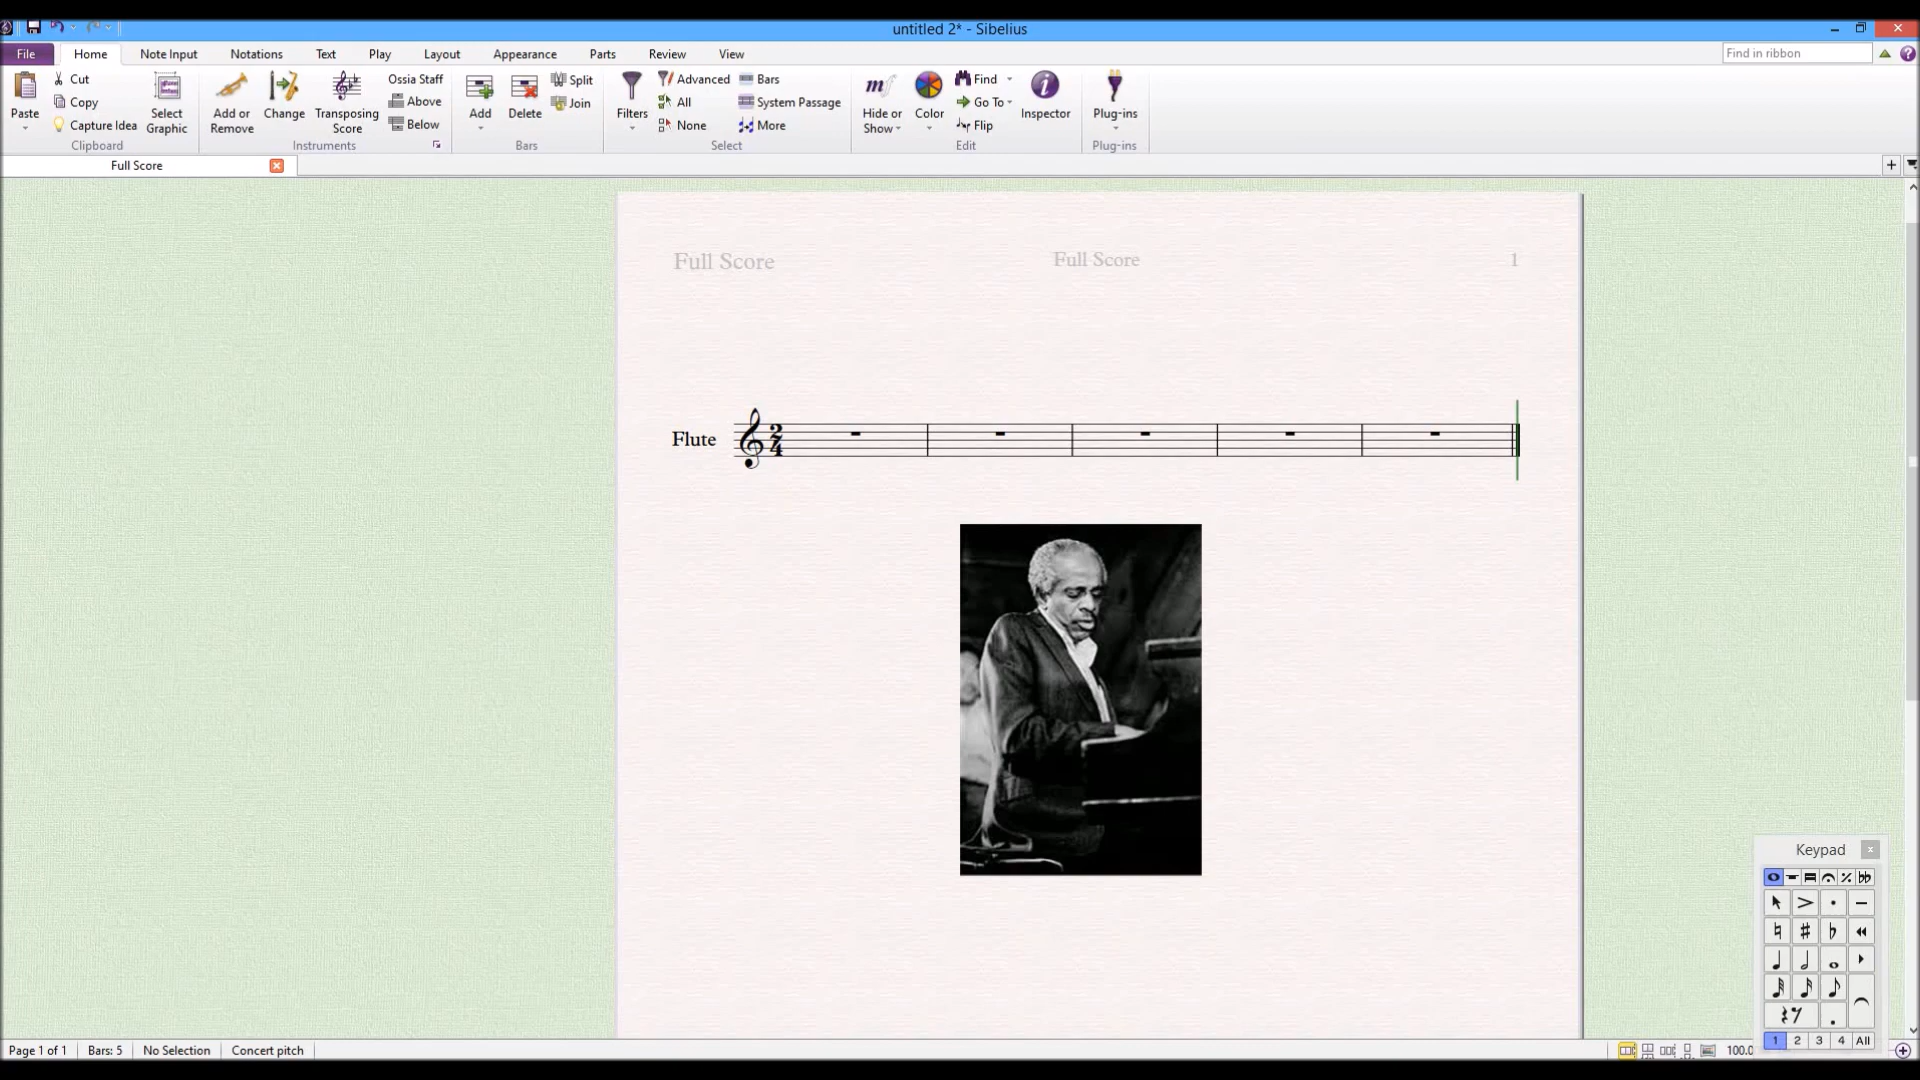 untitled 2* - Sibelius
File Home Note Input Notations Text Play Layout Appearance Parts Review View Find in ribbon
Paste
Cut
Copy
Capture Idea
Select Graphic
Clipboard
Add or Remove
Change
Transposing Score
Ossia Staff
Above
Below
Instruments
Add
Delete
Split
Join
Bars
Filters
Advanced
All
None
Bars
System Passage
More
Select
Hide or Show
Color
Find
Go To
Flip
Inspector
Edit
Plug-ins
Plug-ins
Full Score
Full Score Full Score 1
Flute 2 4
Keypad
1 2 3 4 All
Page 1 of 1 Bars: 5 No Selection Concert pitch 100.0